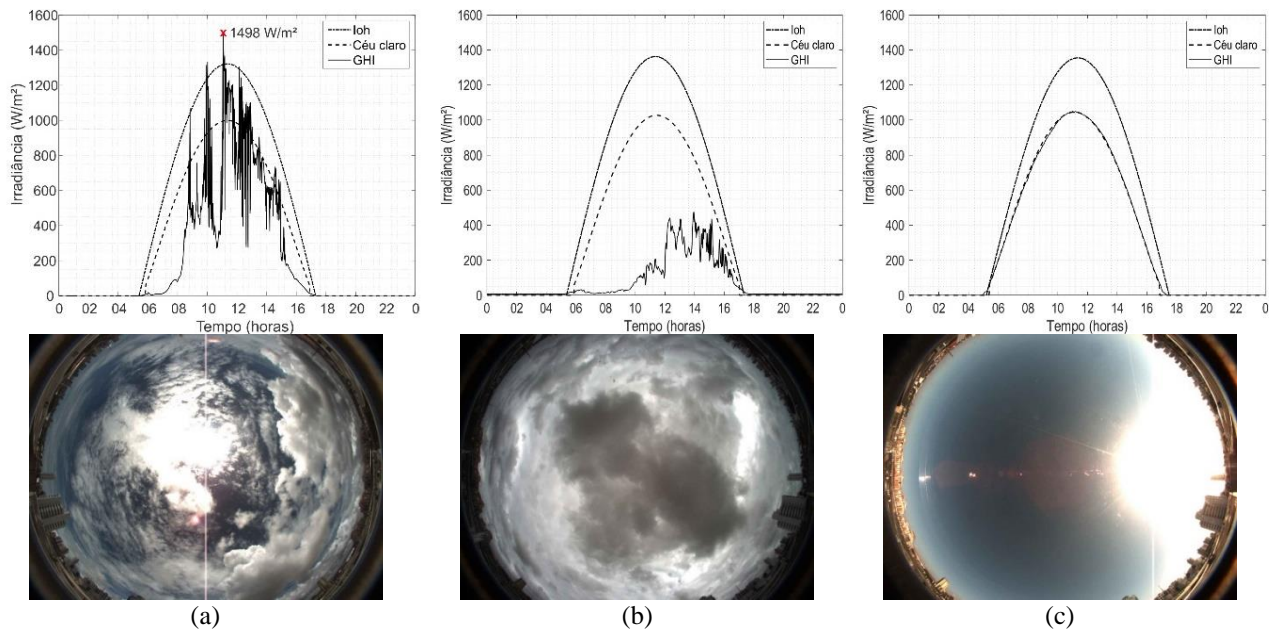 1600
1400
1200
1000
800
600
400
200
0
Irradiância (W/m²)
1498 W/m²
Ioh
Céu claro
GHI
0 02 04 06 08 10 12 14 16 18 20 22 0
Tempo (horas)
1600
1400
1200
1000
800
600
400
200
0
Irradiância (W/m²)
Ioh
Céu claro
GHI
0 02 04 06 08 10 12 14 16 18 20 22 0
Tempo (horas)
1600
1400
1200
1000
800
600
400
200
0
Irradiância (W/m²)
Ioh
Céu claro
GHI
0 02 04 06 08 10 12 14 16 18 20 22 0
Tempo (horas)
(a) (b) (c)